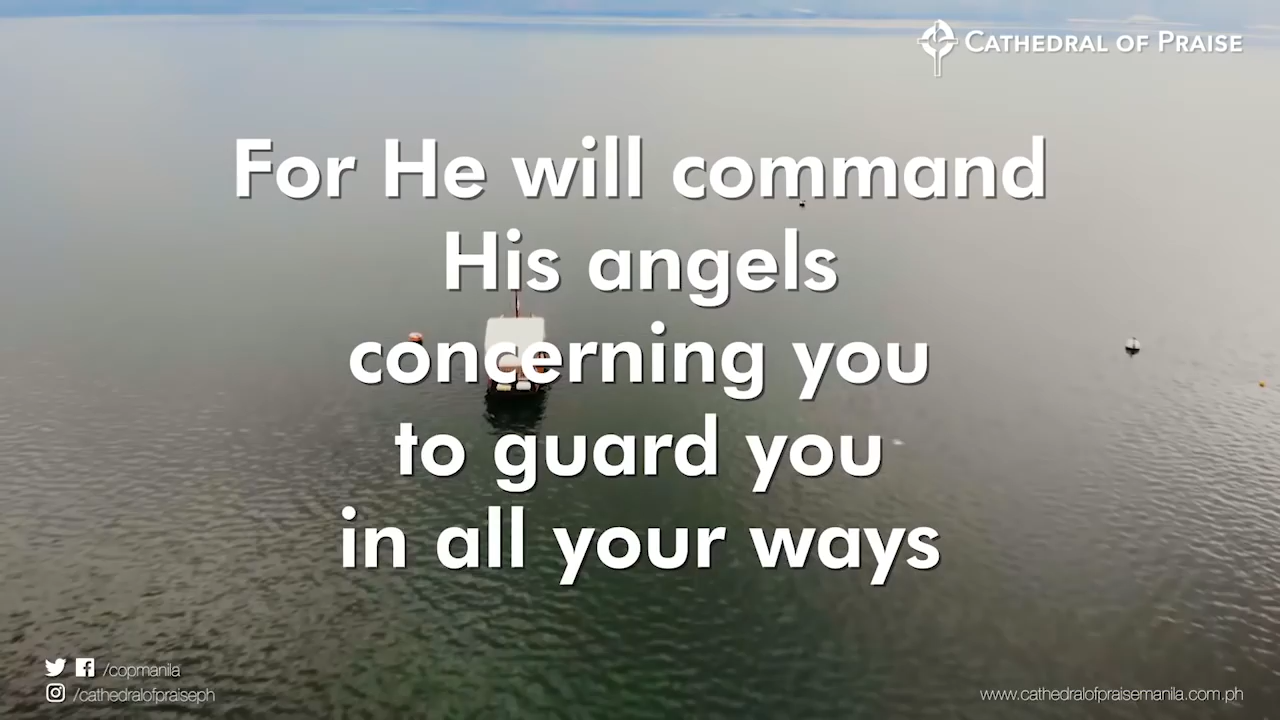 CATHEDRAL OF PRAISE
For He will command
His angels
concerning you
to guard you
in all your ways
/copmanila
/cathedralofpraiseph
www.cathedralofpraisemanila.com.ph